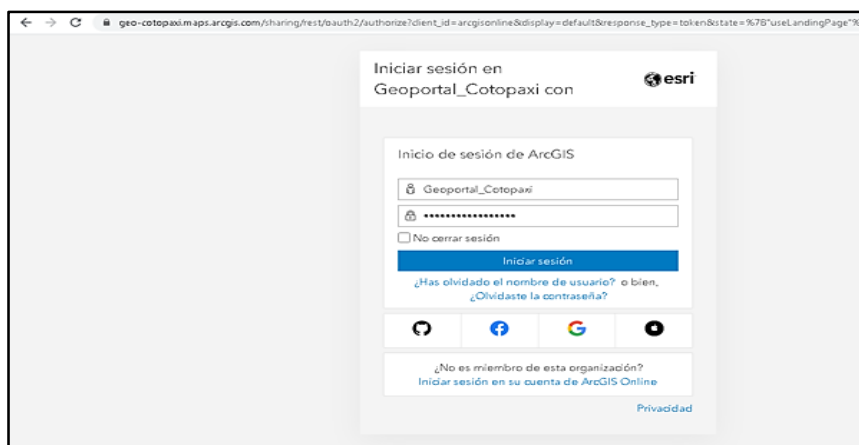 geo-cotopaxi.maps.arcgis.com/sharing/rest/oauth2/authorize?client_id=arcgisonline&display=default&response_type=token&state=%7B"useLandingPage"%
Iniciar sesión en
Geoportal_Cotopaxi con
esri
Inicio de sesión de ArcGIS
Geoportal_Cotopaxi
No cerrar sesión
Iniciar sesión
¿Has olvidado el nombre de usuario? o bien,
¿Olvidaste la contraseña?
¿No es miembro de esta organización?
Iniciar sesión en su cuenta de ArcGIS Online
Privacidad